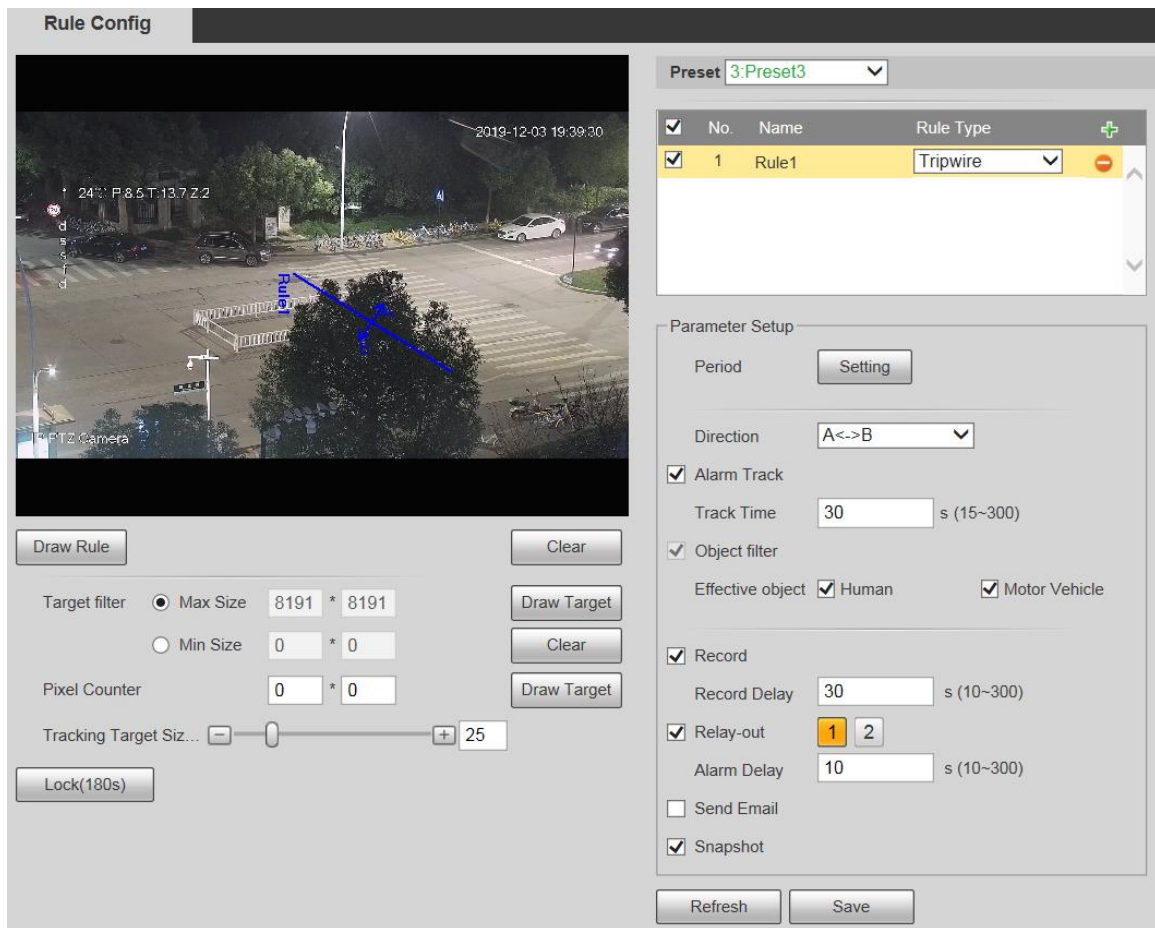 Rule Config
2019-12-03 19:39:30
24℃ P:8.5 T:13.7 Z:2
d
s
s
f
d
Rule1
IP PTZ Camera
Draw Rule
Clear
Target filter Max Size 8191 * 8191 Draw Target
Min Size 0 * 0 Clear
Pixel Counter 0 * 0 Draw Target
Tracking Target Siz... 25
Lock(180s)
Preset 3:Preset3
No. Name Rule Type
1 Rule1 Tripwire
Parameter Setup
Period Setting
Direction A<->B
Alarm Track
Track Time 30 s (15~300)
Object filter
Effective object Human Motor Vehicle
Record
Record Delay 30 s (10~300)
Relay-out 1 2
Alarm Delay 10 s (10~300)
Send Email
Snapshot
Refresh Save